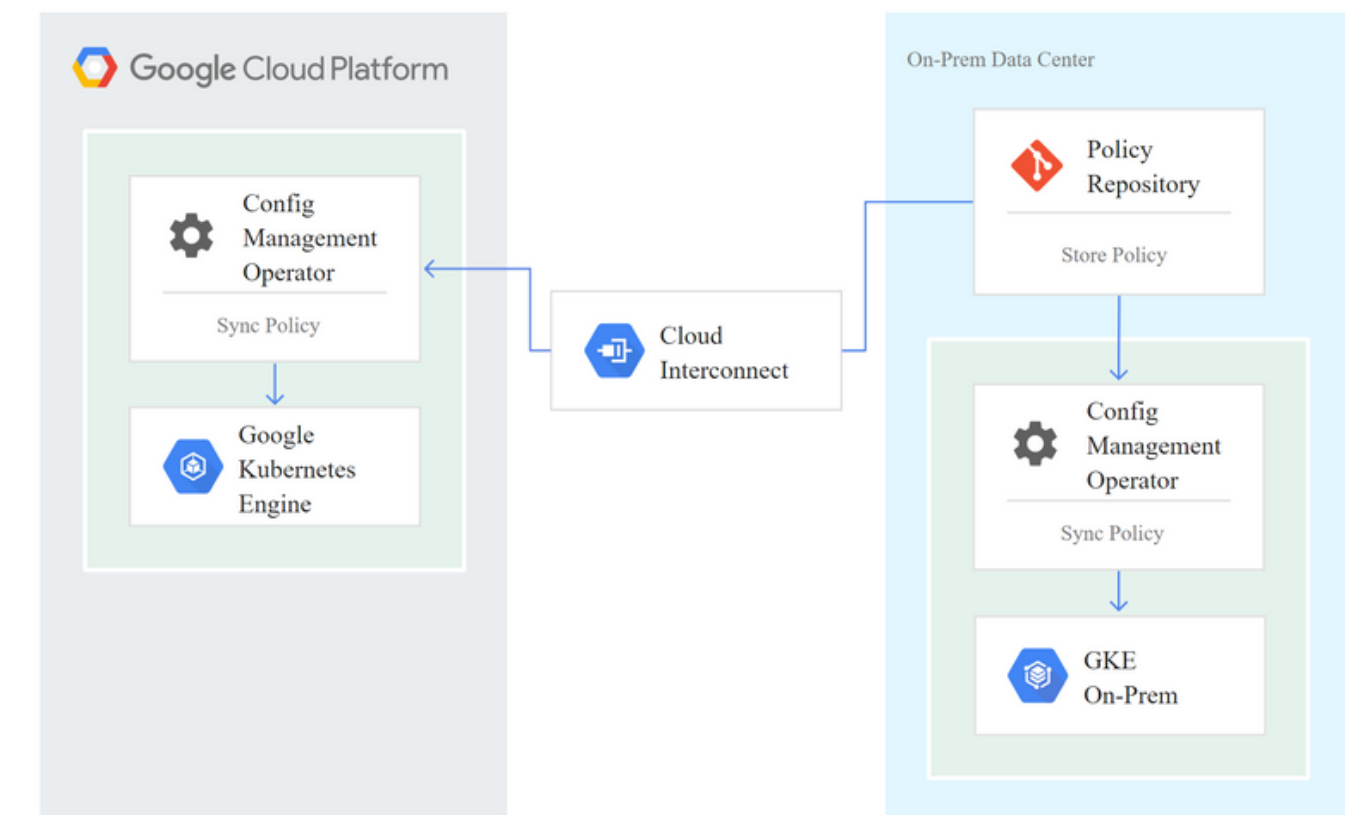 Google Cloud Platform
Config
Management
Operator
Sync Policy
Google
Kubernetes
Engine
Cloud
Interconnect
On-Prem Data Center
Policy
Repository
Store Policy
Config
Management
Operator
Sync Policy
GKE
On-Prem